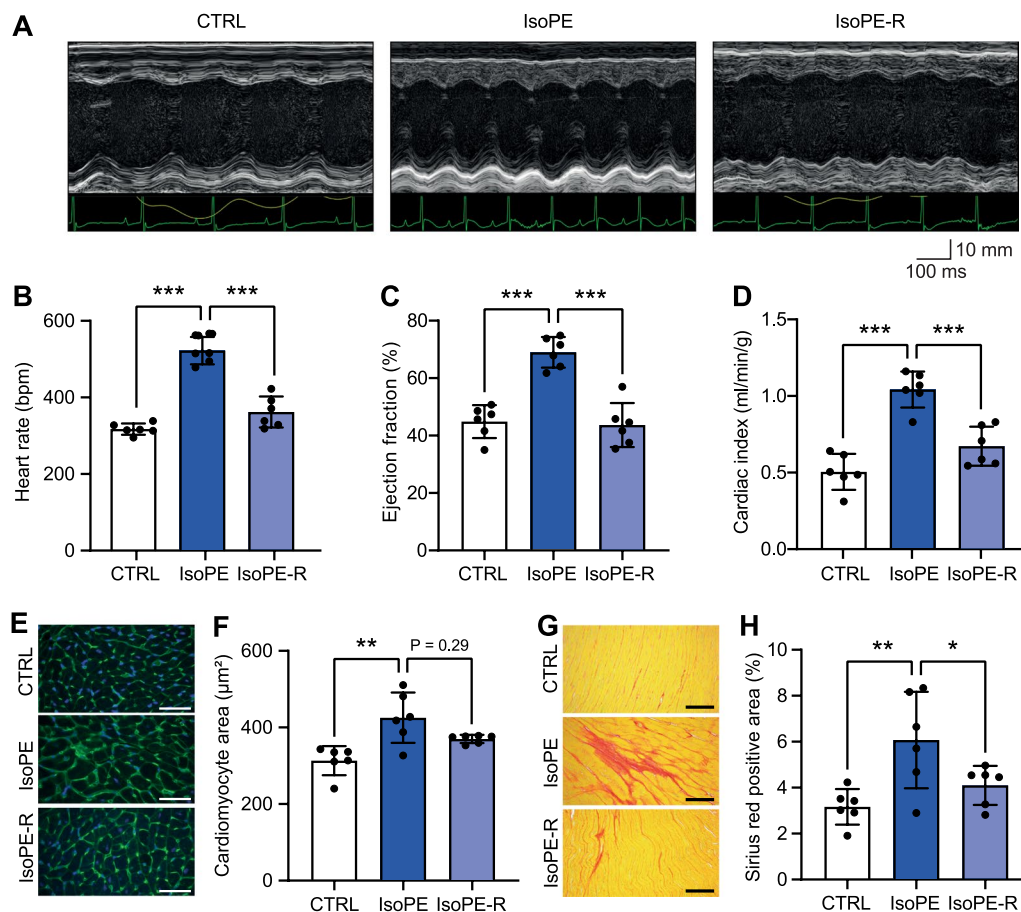 A
CTRL
IsoPE
IsoPE-R
10 mm
100 ms
B
*** ***
Heart rate (bpm)
600
400
200
0
CTRL IsoPE IsoPE-R
C
*** ***
Ejection fraction (%)
80
60
40
20
0
CTRL IsoPE IsoPE-R
D
*** ***
Cardiac index (ml/min/g)
1.5
1.0
0.5
0.0
CTRL IsoPE IsoPE-R
E
CTRL
IsoPE
IsoPE-R
F
** P = 0.29
Cardiomyocyte area (µm²)
600
400
200
0
CTRL IsoPE IsoPE-R
G
CTRL
IsoPE
IsoPE-R
H
** *
Sirius red positive area (%)
10
8
6
4
2
0
CTRL IsoPE IsoPE-R